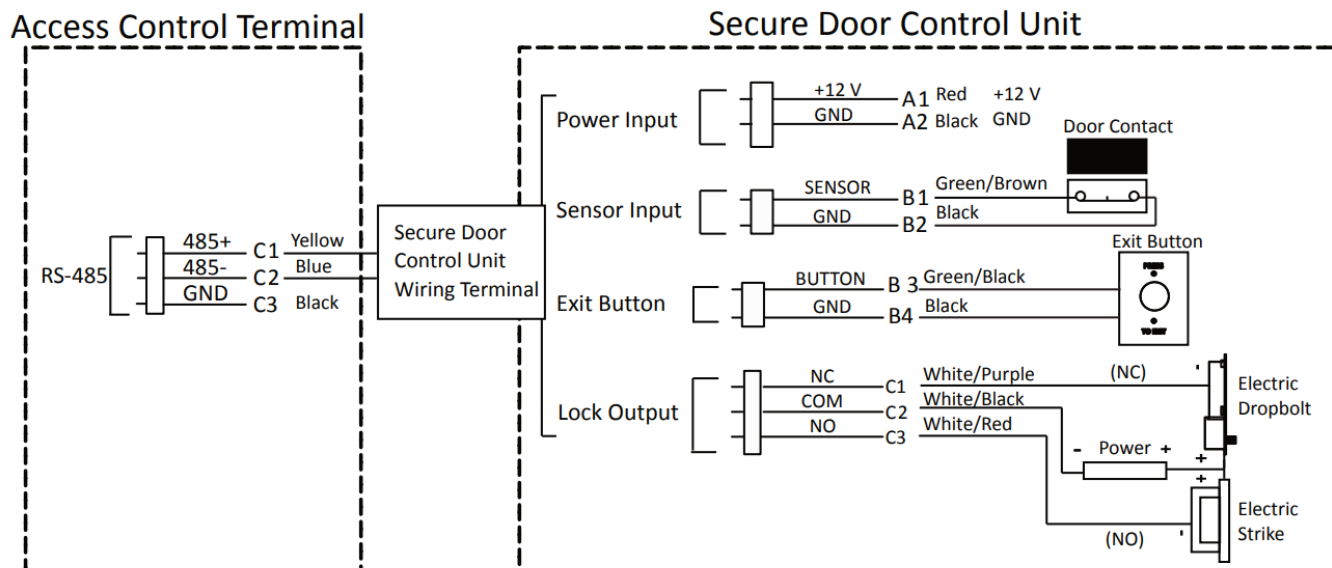 Access Control Terminal
Secure Door Control Unit
RS-485
485+ C1 Yellow
485- C2 Blue
GND C3 Black
Secure Door
Control Unit
Wiring Terminal
Power Input
+12 V A1 Red +12 V
GND A2 Black GND
Door Contact
Sensor Input
SENSOR B1 Green/Brown
GND B2 Black
Exit Button
Exit Button
BUTTON B 3 Green/Black
GND B4 Black
PRESS
TO EXIT
Lock Output
NC C1 White/Purple (NC)
COM C2 White/Black
NO C3 White/Red
Electric
Dropbolt
- Power +
+
+
-
-
Electric
Strike
(NO)